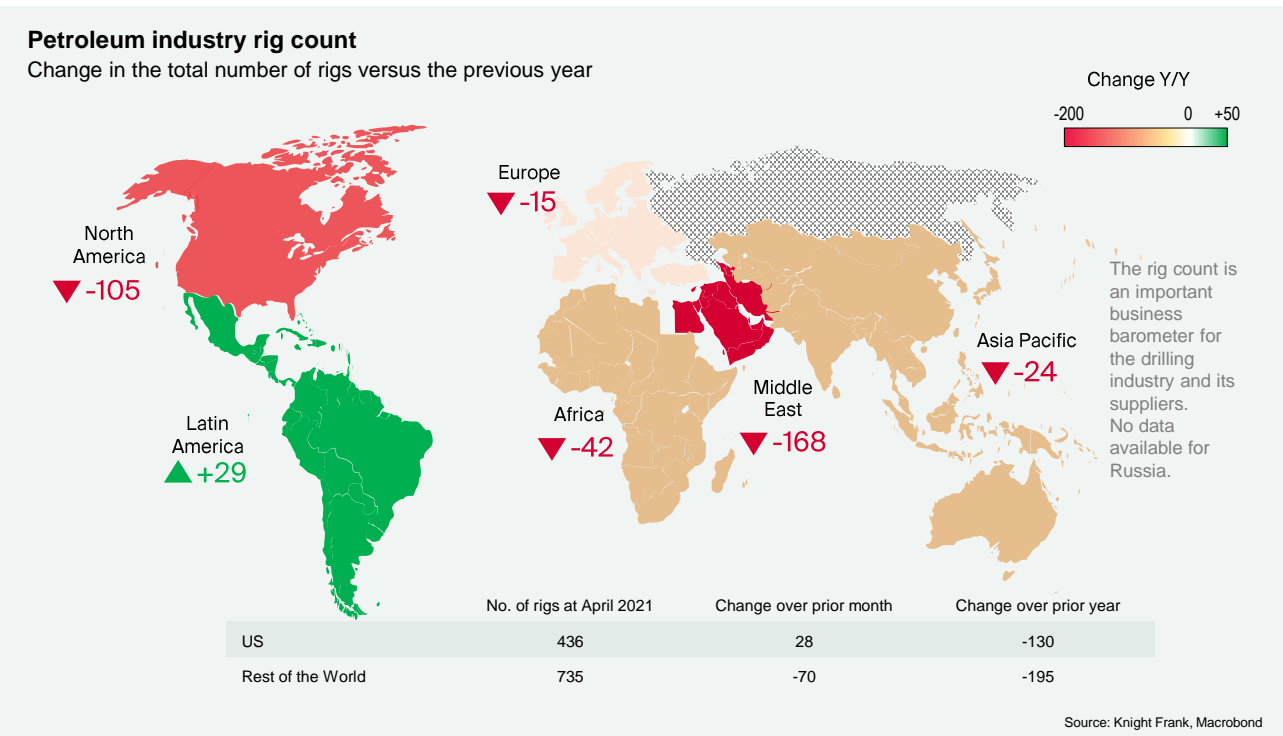 Petroleum industry rig count
Change in the total number of rigs versus the previous year
Change Y/Y
-200 0 +50
Europe
▼ -15
North
America
▼ -105
The rig count is
an important
business
barometer for
the drilling
industry and its
suppliers.
No data
available for
Russia.
Asia Pacific
▼ -24
Middle
East
▼ -168
Africa
▼ -42
Latin
America
▲ +29
No. of rigs at April 2021 Change over prior month Change over prior year
US 436 28 -130
Rest of the World 735 -70 -195
Source: Knight Frank, Macrobond